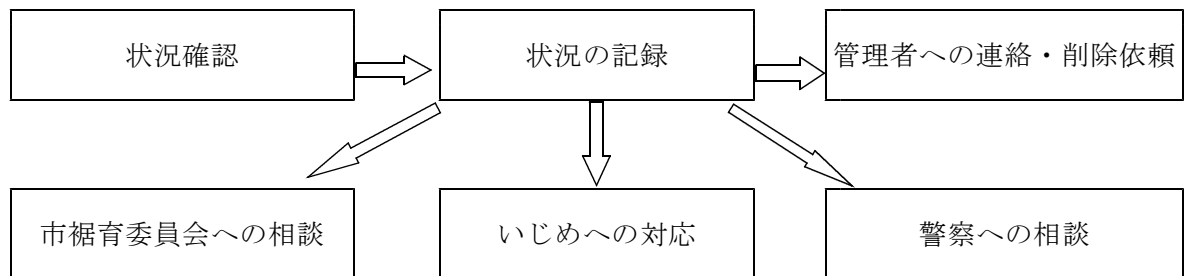 状況確認
状況の記録
管理者への連絡・削除依頼
市裾育委員会への相談
いじめへの対応
警察への相談